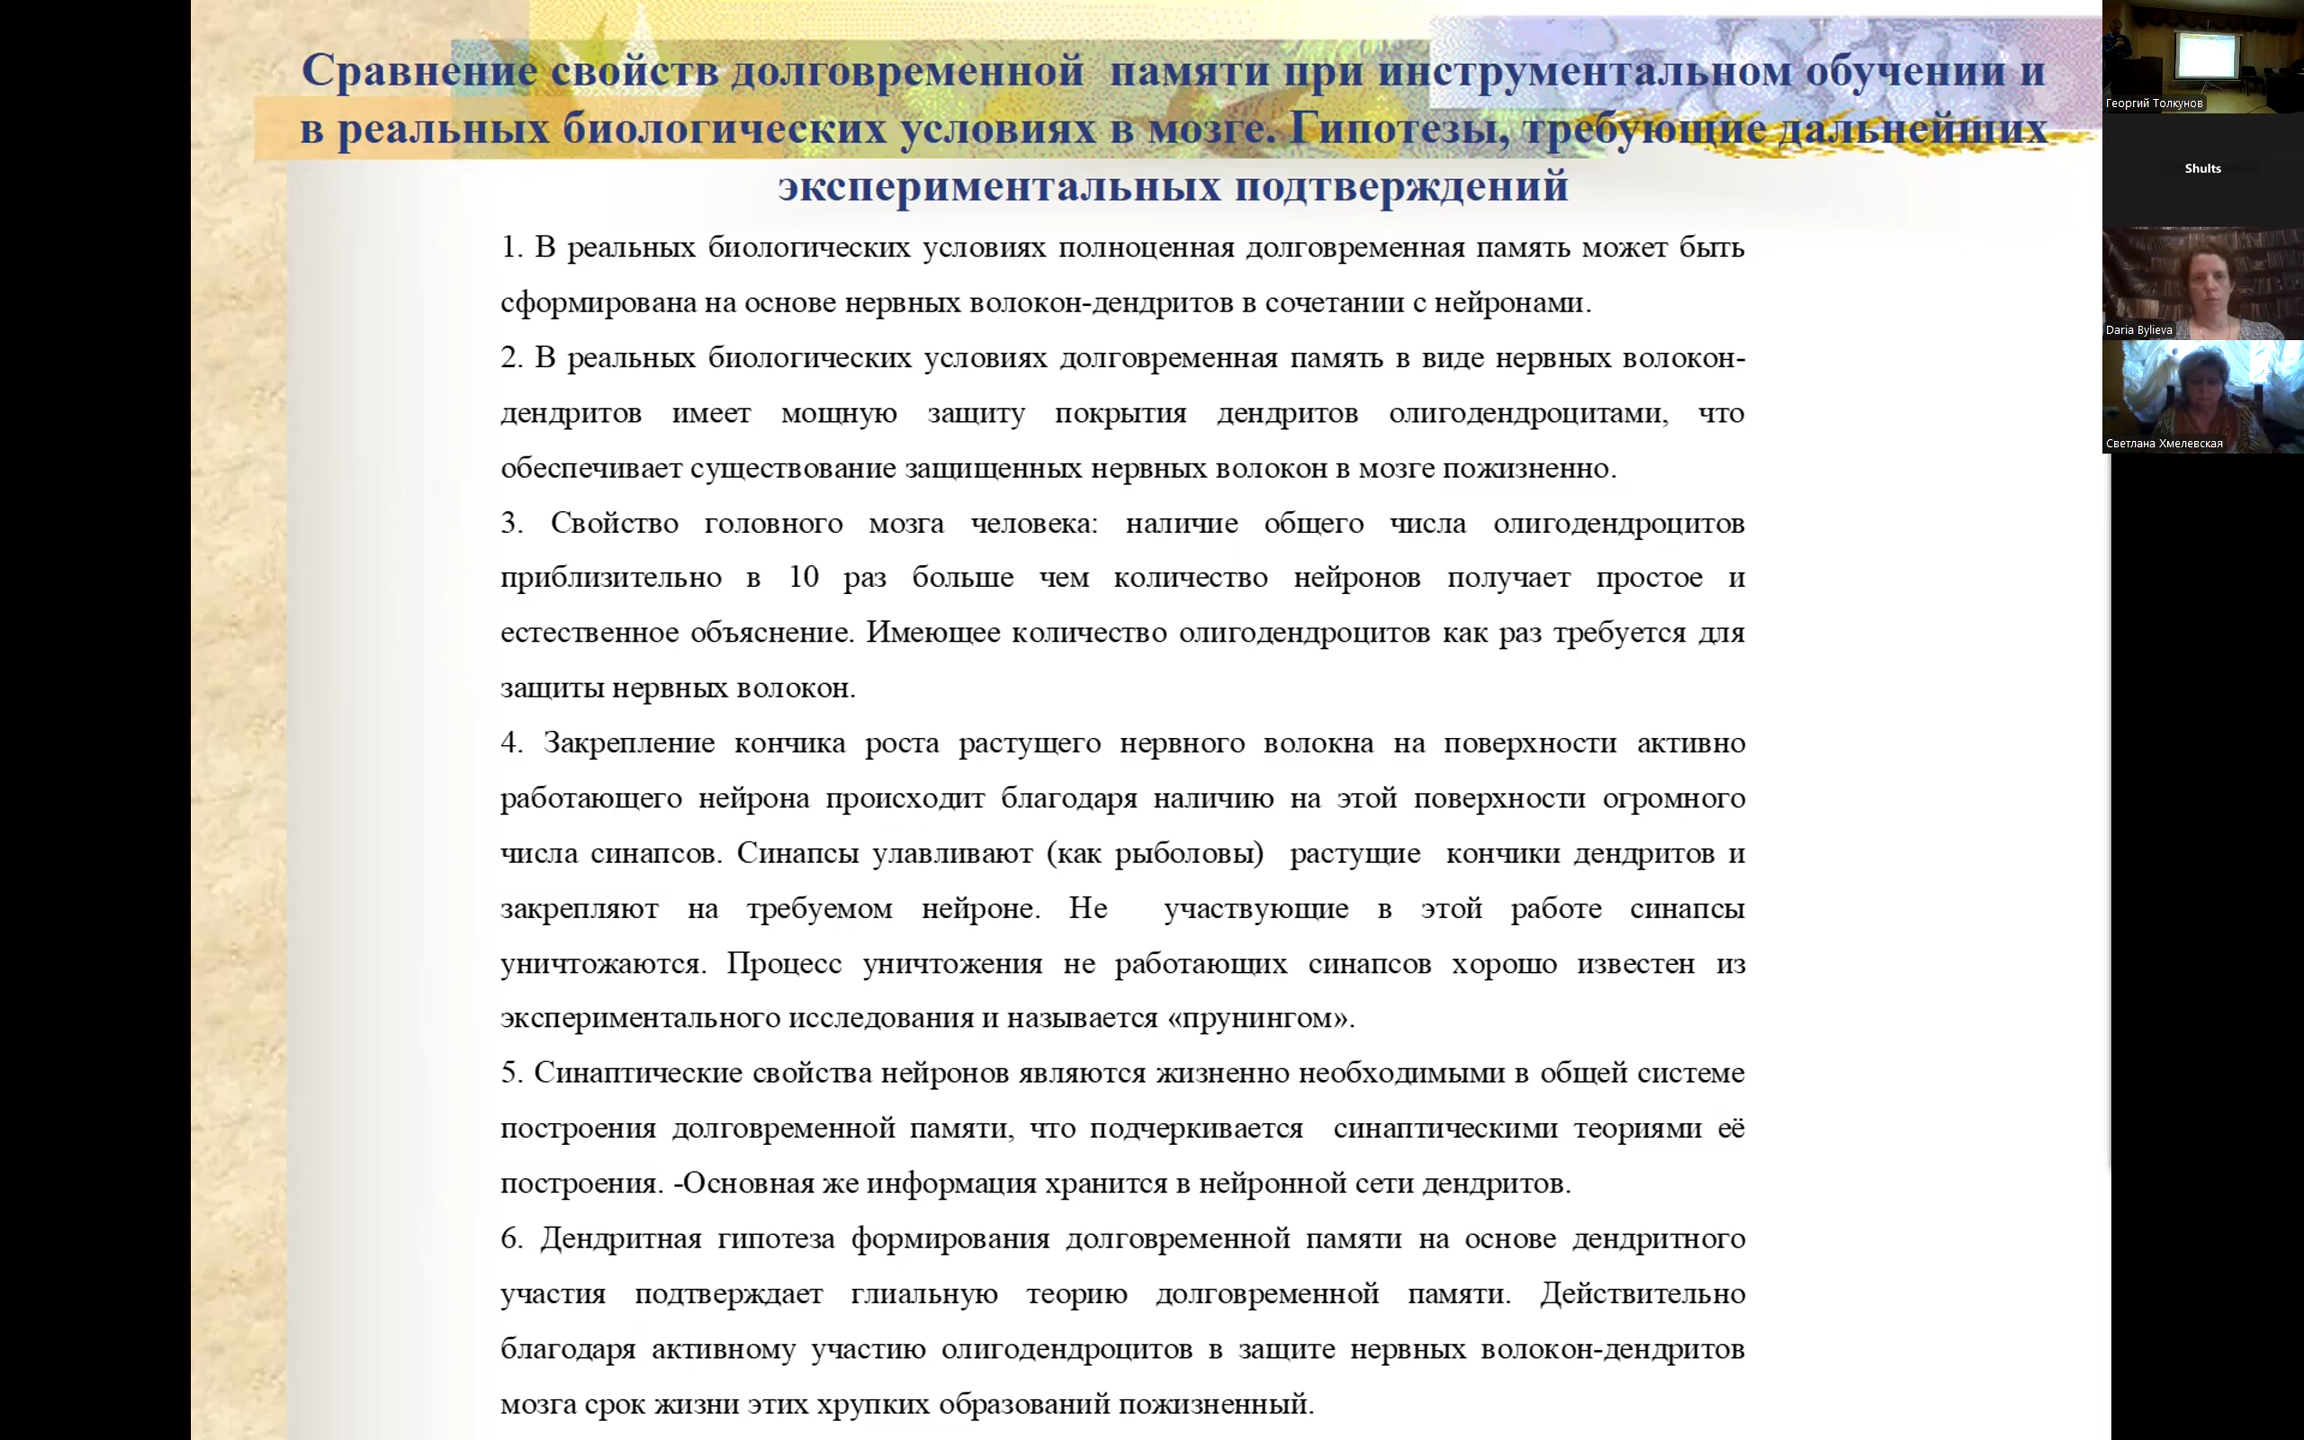 Сравнение свойств долговременной памяти при инструментальном обучении и
в реальных биологических условиях в мозге. Гипотезы, требующие дальнейших
экспериментальных подтверждений
1. В реальных биологических условиях полноценная долговременная память может быть
сформирована на основе нервных волокон-дендритов в сочетании с нейронами.
2. В реальных биологических условиях долговременная память в виде нервных волокон-
дендритов имеет мощную защиту покрытия дендритов олигодендроцитами, что
обеспечивает существование защищенных нервных волокон в мозге пожизненно.
3. Свойство головного мозга человека: наличие общего числа олигодендроцитов
приблизительно в 10 раз больше чем количество нейронов получает простое и
естественное объяснение. Имеющее количество олигодендроцитов как раз требуется для
защиты нервных волокон.
4. Закрепление кончика роста растущего нервного волокна на поверхности активно
работающего нейрона происходит благодаря наличию на этой поверхности огромного
числа синапсов. Синапсы улавливают (как рыболовы) растущие кончики дендритов и
закрепляют на требуемом нейроне. Не участвующие в этой работе синапсы
уничтожаются. Процесс уничтожения не работающих синапсов хорошо известен из
экспериментального исследования и называется «прунингом».
5. Синаптические свойства нейронов являются жизненно необходимыми в общей системе
построения долговременной памяти, что подчеркивается синаптическими теориями её
построения. -Основная же информация хранится в нейронной сети дендритов.
6. Дендритная гипотеза формирования долговременной памяти на основе дендритного
участия подтверждает глиальную теорию долговременной памяти. Действительно
благодаря активному участию олигодендроцитов в защите нервных волокон-дендритов
мозга срок жизни этих хрупких образований пожизненный.
Георгий Толкунов
Shults
Daria Bylieva
Светлана Хмелевская